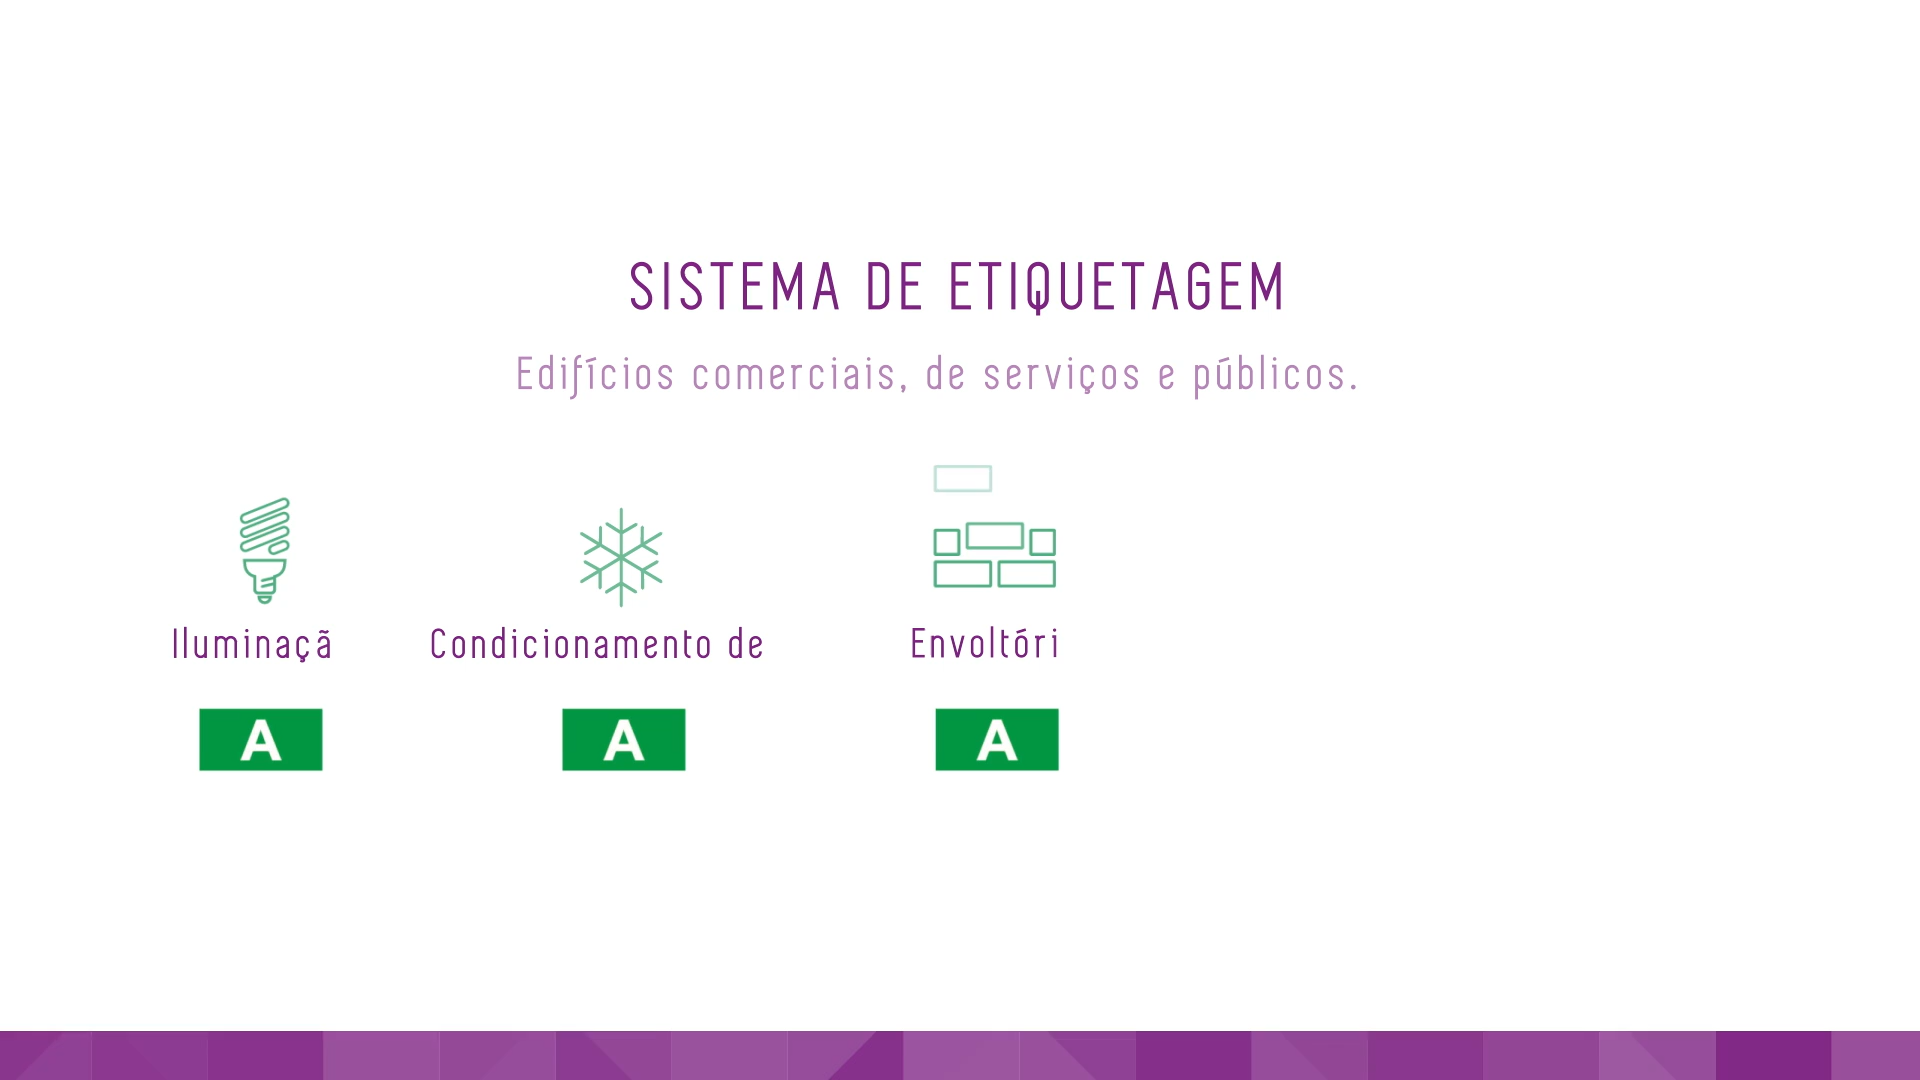 SISTEMA DE ETIQUETAGEM
Edifícios comerciais, de serviços e públicos.
Iluminaçã
Condicionamento de
Envoltóri
A
A
A